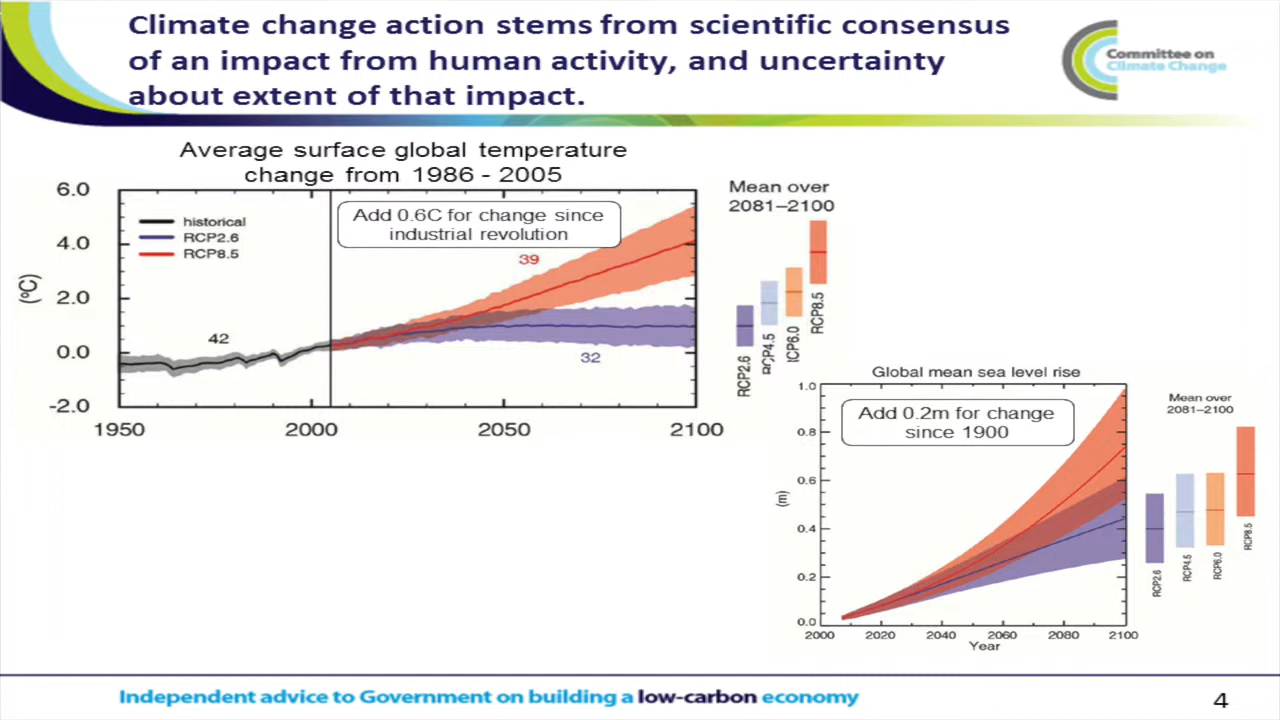 Climate change action stems from scientific consensus
of an impact from human activity, and uncertainty
about extent of that impact.
Committee on
Climate Change
Average surface global temperature
change from 1986 - 2005
6.0
4.0
2.0
0.0
-2.0
(ºC)
historical
RCP2.6
RCP8.5
Add 0.6C for change since
industrial revolution
39
42
32
1950
2000
2050
2100
Mean over
2081–2100
RCP2.6
RCP4.5
ICP6.0
RCP8.5
Global mean sea level rise
1.0
0.8
0.6
0.4
0.2
0.0
(m)
Add 0.2m for change
since 1900
2000
2020
2040
2060
2080
2100
Year
Mean over
2081–2100
RCP2.6
RCP4.5
RCP6.0
RCP8.5
Independent advice to Government on building a low-carbon economy
4